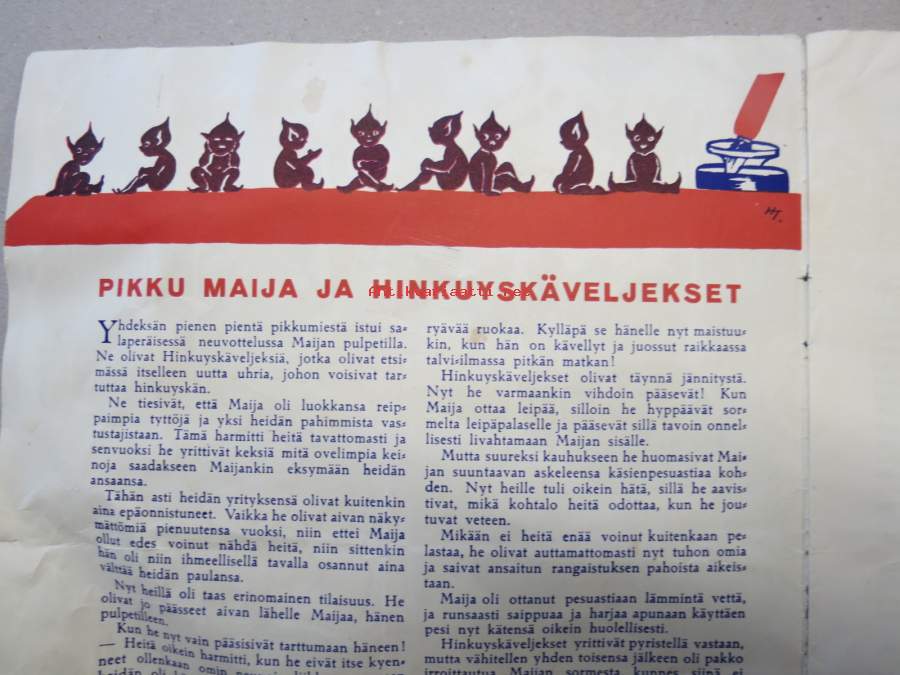 HT.
PIKKU MAIJA JA HINKUYSKÄVELJEKSET
Yhdeksän pienen pientä pikkumiestä istui sa-
laperäisessä neuvottelussa Maijan pulpetilla.
Ne olivat Hinkuyskäveljeksiä, jotka olivat etsi-
mässä itselleen uutta uhria, johon voisivat tar-
tuttaa hinkuyskän.
Ne tiesivät, että Maija oli luokkansa reip-
paimpia tyttöjä ja yksi heidän pahimmista vas-
tustajistaan. Tämä harmitti heitä tavattomasti ja
senvuoksi he yrittivät keksiä mitä ovelimpia kei-
noja saadakseen Maijankin eksymään heidän
ansaansa.
Tähän asti heidän yrityksensä olivat kuitenkin
aina epäonnistuneet. Vaikka he olivat aivan näky-
mättömiä pienuutensa vuoksi, niin ettei Maija
ollut edes voinut nähdä heitä, niin sittenkin
hän oli niin ihmeellisellä tavalla osannut aina
välttää heidän paulansa.
Nyt heillä oli taas erinomainen tilaisuus. He
olivat jo päässeet aivan lähelle Maijaa, hänen
pulpetilleen.
Kun he nyt vain pääsisivät tarttumaan häneen!
— Heitä oikein harmitti, kun he eivät itse kyen-
neet ollenkaan omin
ryävää ruokaa. Kylläpä se hänelle nyt maistuu-
kin, kun hän on kävellyt ja juossut raikkaassa
talvi-ilmassa pitkän matkan!
Hinkuyskäveljekset olivat täynnä jännitystä.
Nyt he varmaankin vihdoin pääsevät! Kun
Maija ottaa leipää, silloin he hyppäävät sor-
melta leipäpalaselle ja pääsevät sillä tavoin onnel-
lisesti livahtamaan Maijan sisälle.
Mutta suureksi kauhukseen he huomasivat Mai-
jan suuntaavan askeleensa käsienpesuastiaa koh-
den. Nyt heille tuli oikein hätä, sillä he aavis-
tivat, mikä kohtalo heitä odottaa, kun he jou-
tuvat veteen.
Mikään ei heitä enää voinut kuitenkaan pe-
lastaa, he olivat auttamattomasti nyt tuhon omia
ja saivat ansaitun rangaistuksen pahoista aikeis-
taan.
Maija oli ottanut pesuastiaan lämmintä vettä,
ja runsaasti saippuaa ja harjaa apunaan käyttäen
pesi nyt kätensä oikein huolellisesti.
Hinkuyskäveljekset yrittivät pyristellä vastaan,
mutta vähitellen yhden toisensa jälkeen oli pakko
irroittautua Maijan sormesta kunnes siinä ei